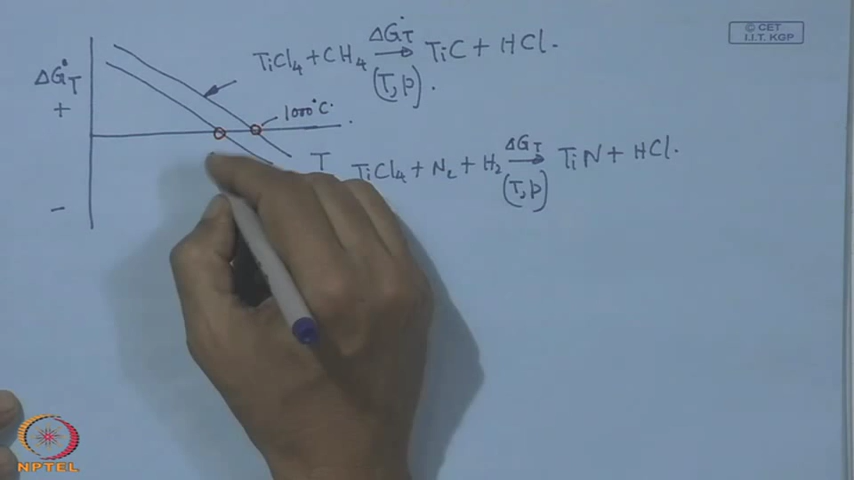 © CET
I.I.T. KGP
ΔG°T
+
−
TiCl4 + CH4 ΔG°T → (T, p) TiC + HCl.
1000°C.
T
TiCl4 + N2 + H2 ΔGT → (T, p) TiN + HCl.
NPTEL